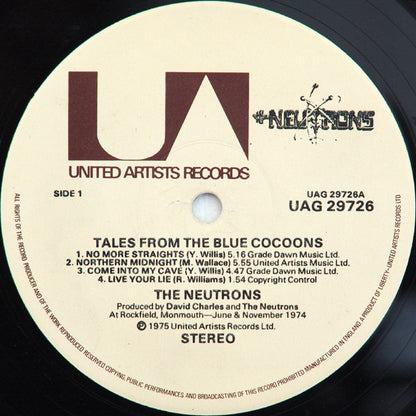 UA
UNITED ARTISTS RECORDS
NEUTRONS
SIDE 1
UAG 29726A
UAG 29726
TALES FROM THE BLUE COCOONS
1. NO MORE STRAIGHTS (Y. Willis) 5.16 Grade Dawn Music Ltd.
2. NORTHERN MIDNIGHT (M. Wallace) 5.55 United Artists Music Ltd.
3. COME INTO MY CAVE (Y. Willis) 4.47 Grade Dawn Music Ltd.
4. LIVE YOUR LIE (R. Williams) 1.54 Copyright Control
THE NEUTRONS
Produced by David Charles and The Neutrons
At Rockfield, Monmouth—June & November 1974
℗ 1975 United Artists Records Ltd.
STEREO
ALL RIGHTS OF THE RECORD PRODUCER AND OF THE OWNER OF THE WORK REPRODUCED RESERVED COPYING, PUBLIC PERFORMANCES AND BROADCASTING OF THIS RECORD PROHIBITED MANUFACTURED IN ENGLAND A PRODUCT OF LIBERTY-UNITED ARTISTS RECORDS LTD